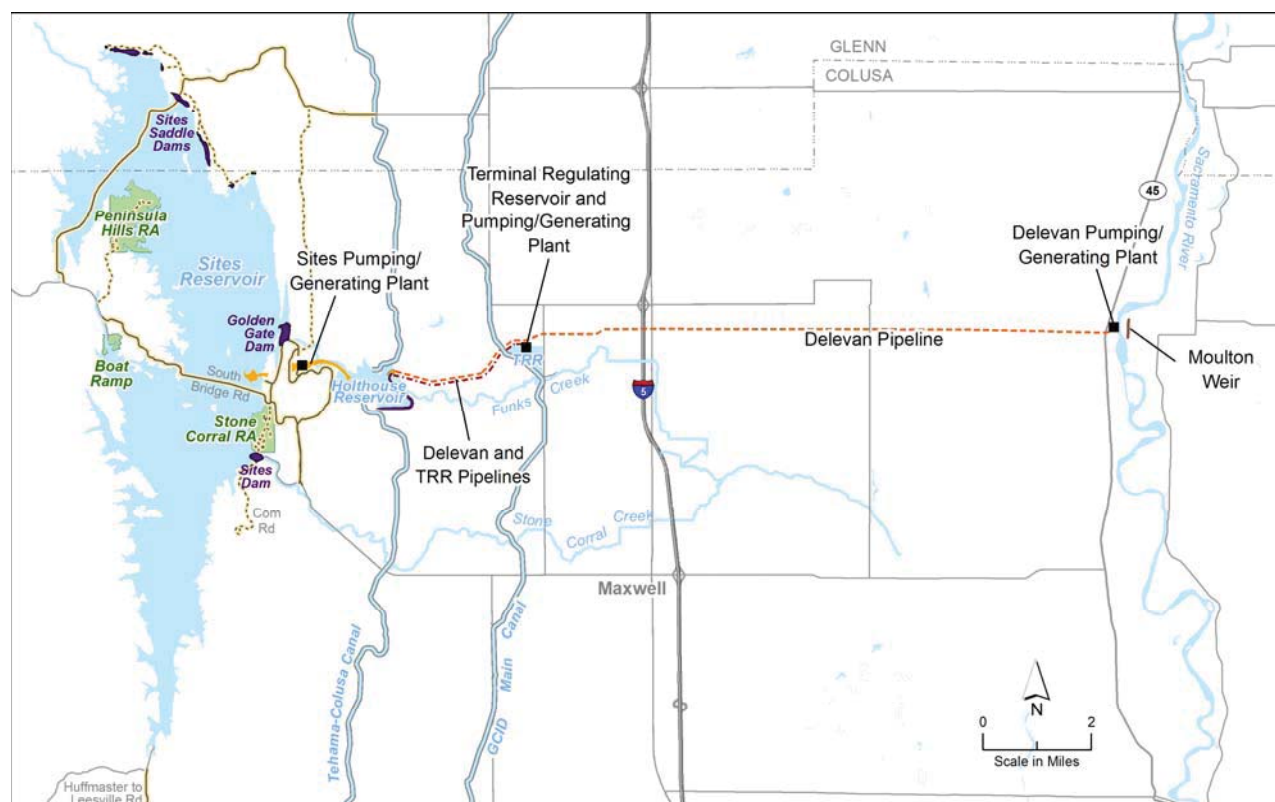 GLENN
COLUSA
Sites
Saddle
Dams
Terminal Regulating
Reservoir and
Pumping/Generating
Plant
45
Sacramento River
Peninsula
Hills RA
Delevan Pumping/
Generating Plant
Sites
Reservoir
Sites Pumping/
Generating Plant
Golden
Gate
Dam
Delevan Pipeline
TRR
Moulton
Weir
Boat
Ramp
South
Bridge Rd
Holthouse
Reservoir
Funks Creek
5
Stone
Corral RA
Delevan and
TRR Pipelines
Sites
Dam
Com
Rd
Stone
Corral Creek
Maxwell
Tehama-Colusa Canal
GCID Main Canal
N
0 2
Scale in Miles
Huffmaster to
Leesville Rd